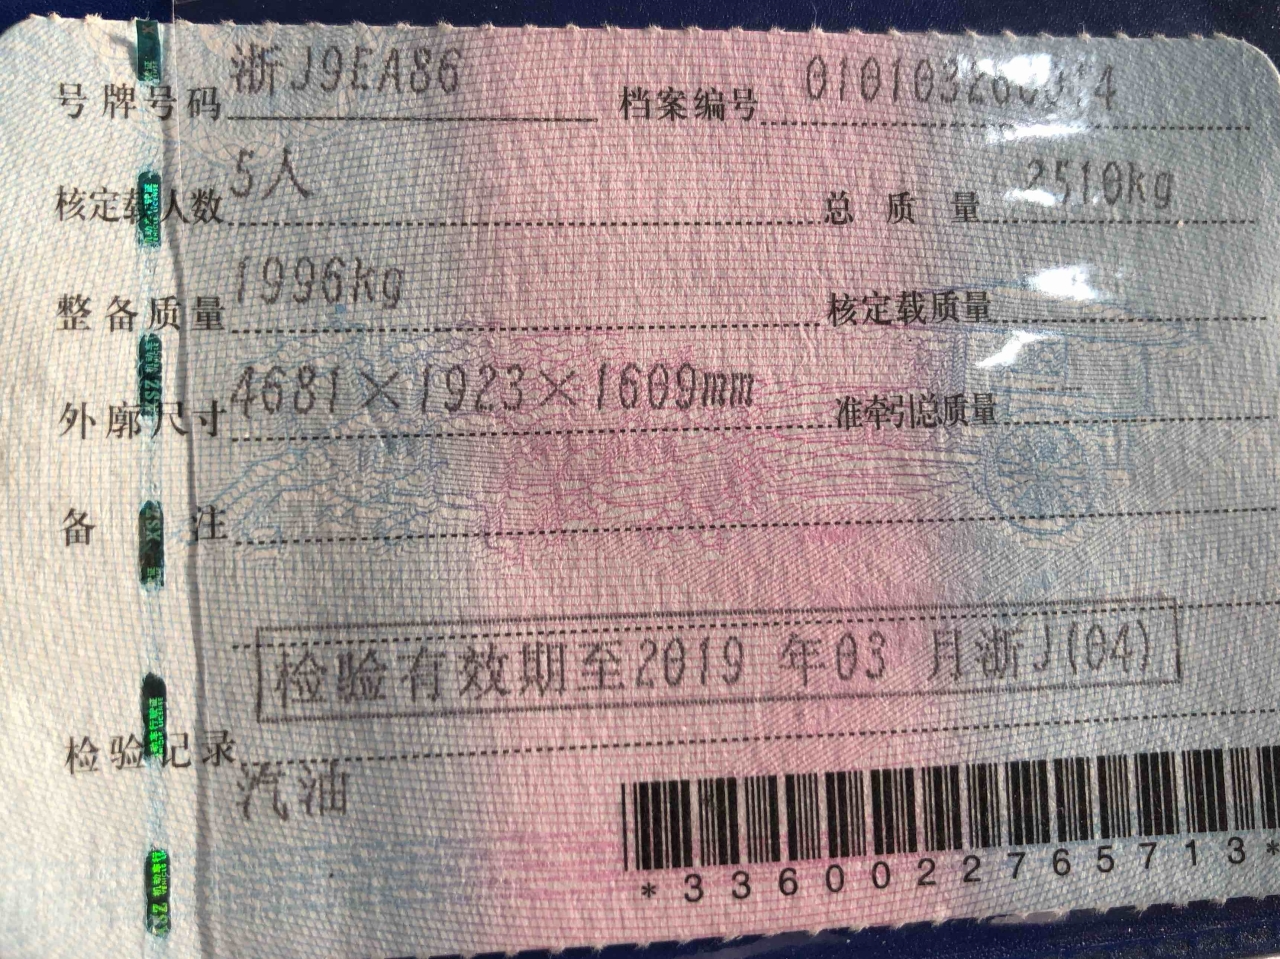 号牌号码 浙J9EA86 档案编号
核定载人数 5人 总质量 2510kg
整备质量 1996kg 核定载质量
外廓尺寸 4681×1923×1609mm 准牵引总质量
备注
检验有效期至2019 年03 月浙J(04)
检验记录
汽油
*3360022765713*